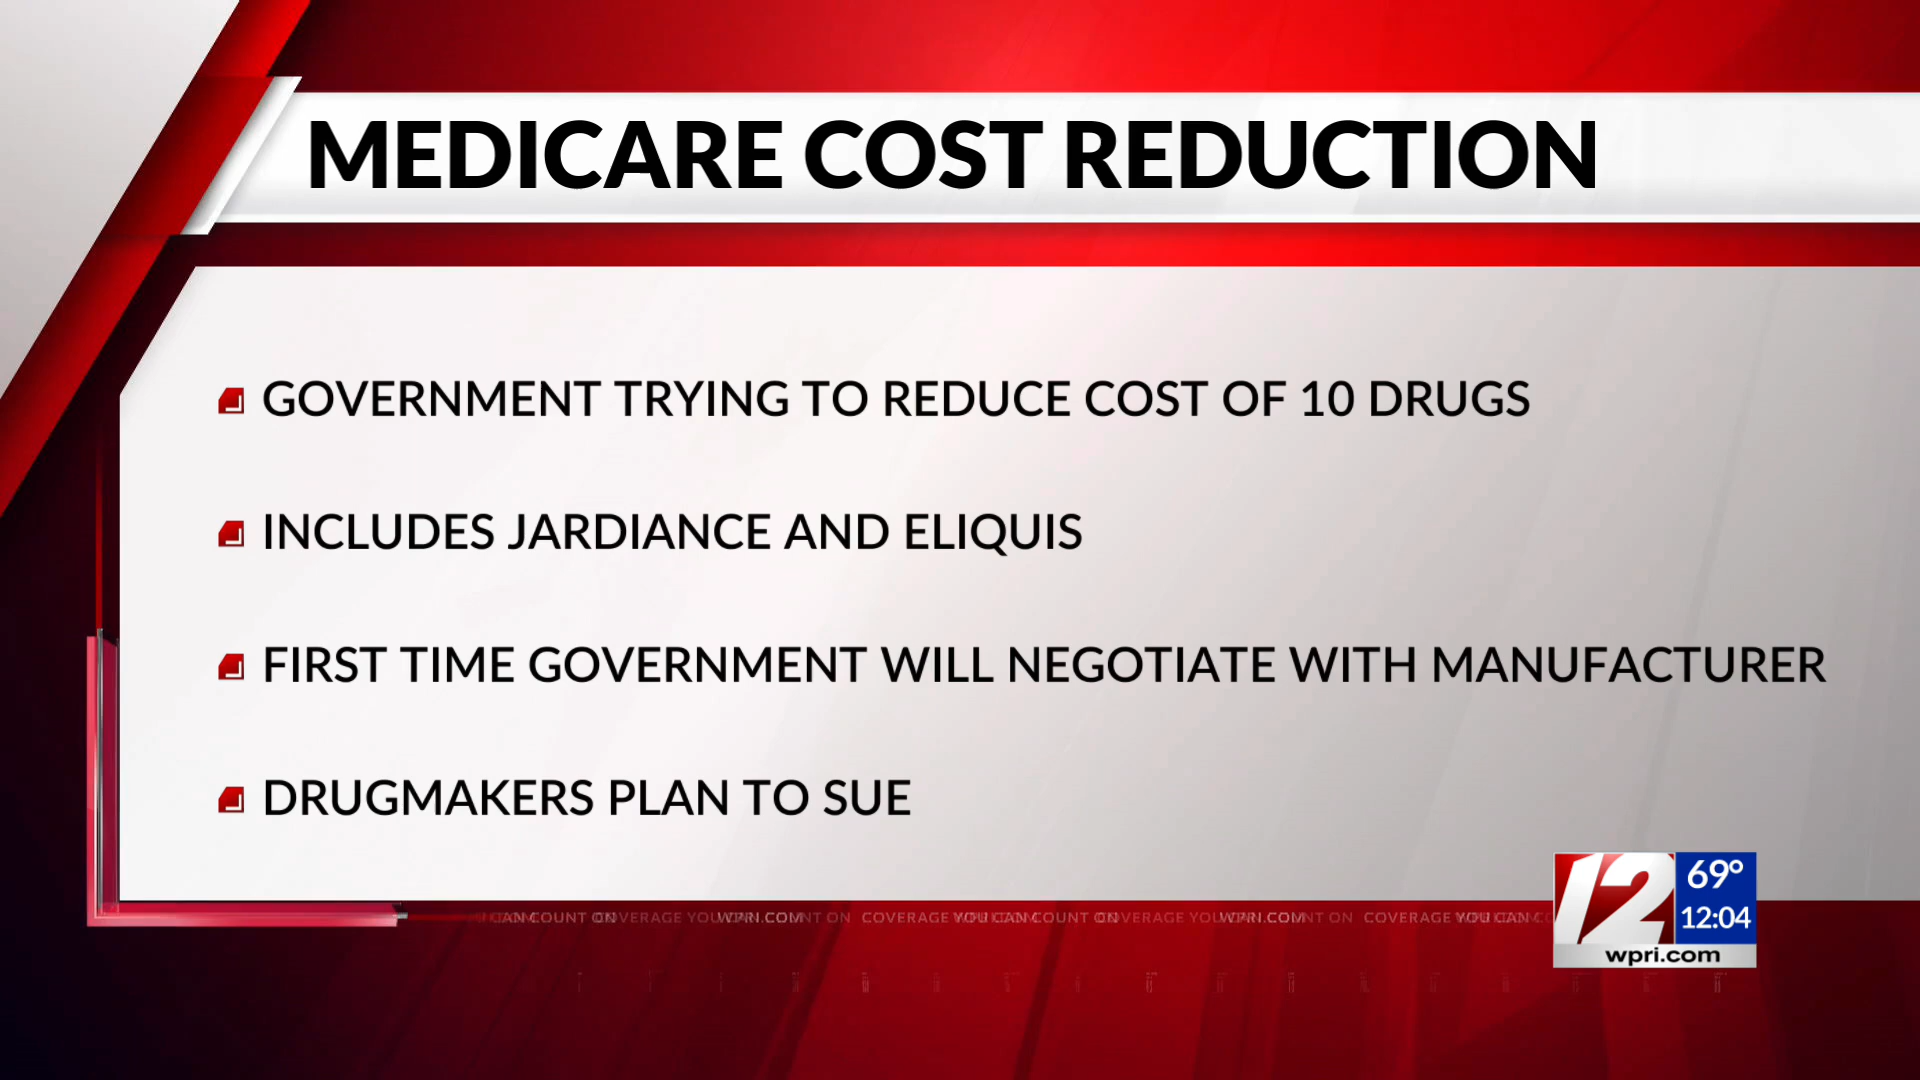 MEDICARE COST REDUCTION
GOVERNMENT TRYING TO REDUCE COST OF 10 DRUGS
INCLUDES JARDIANCE AND ELIQUIS
FIRST TIME GOVERNMENT WILL NEGOTIATE WITH MANUFACTURER
DRUGMAKERS PLAN TO SUE
12
69°
12:04
wpri.com